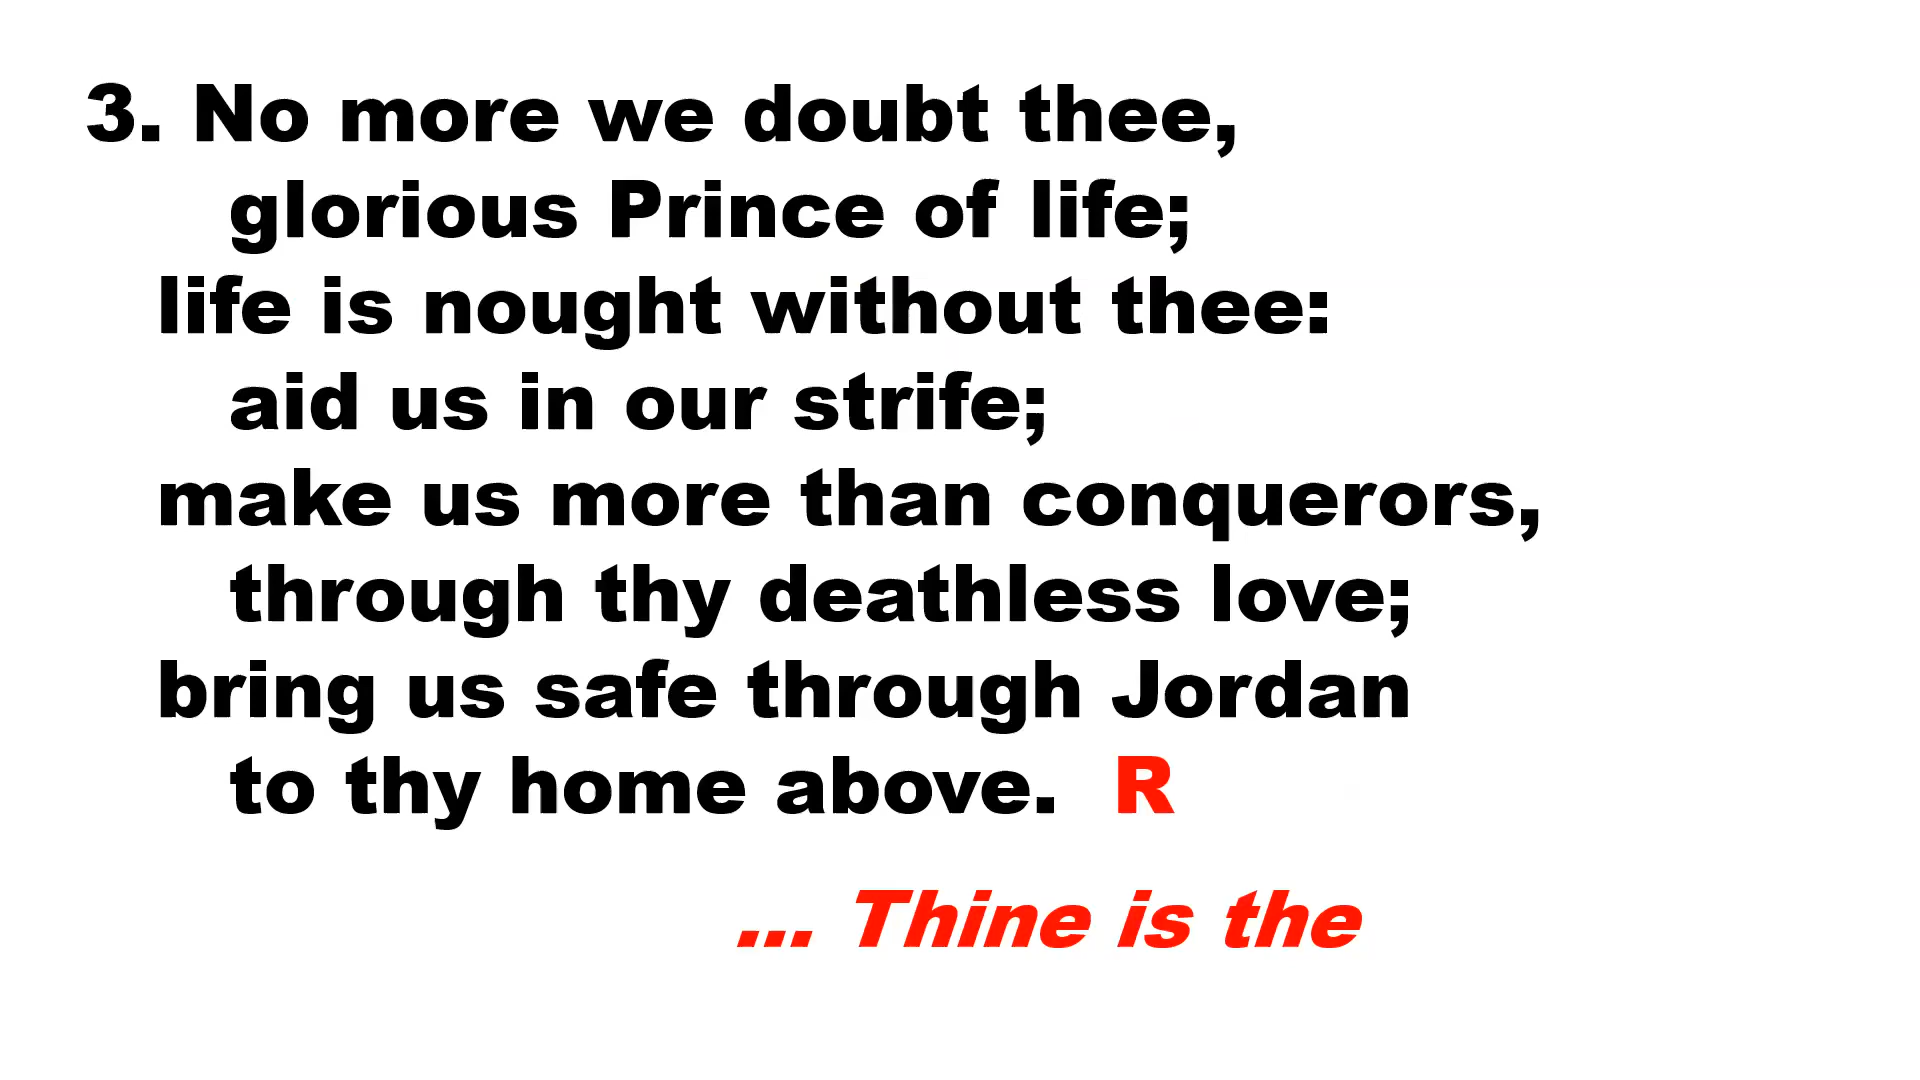 3. No more we doubt thee,
glorious Prince of life;
life is nought without thee:
aid us in our strife;
make us more than conquerors,
through thy deathless love;
bring us safe through Jordan
to thy home above. R
... Thine is the